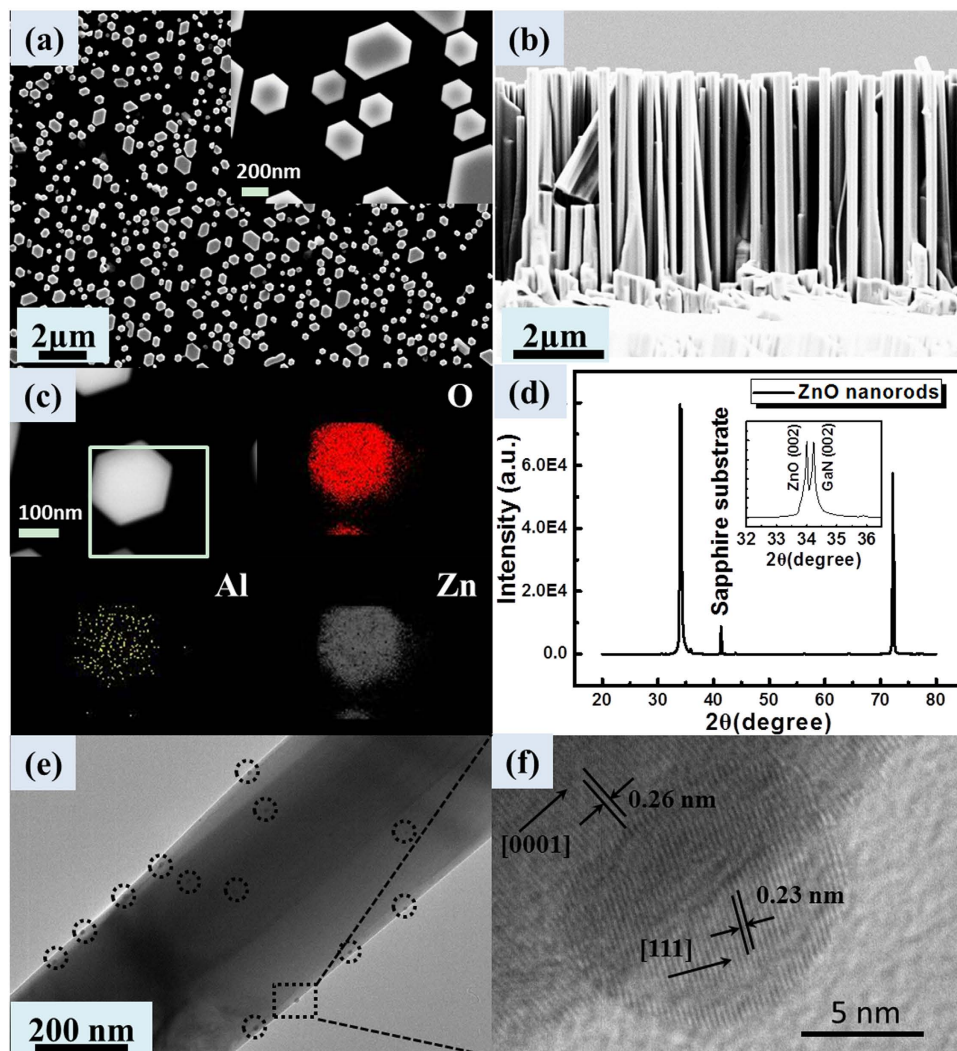 (a)
200nm
2µm
(b)
2µm
(c)
O
100nm
Al
Zn
(d)
ZnO nanorods
Intensity (a.u.)
6.0E4
4.0E4
2.0E4
0.0
Sapphire substrate
ZnO (002)
GaN (002)
32 33 34 35 36
2θ(degree)
20 30 40 50 60 70 80
2θ(degree)
(e)
200 nm
(f)
0.26 nm
[0001]
0.23 nm
[111]
5 nm